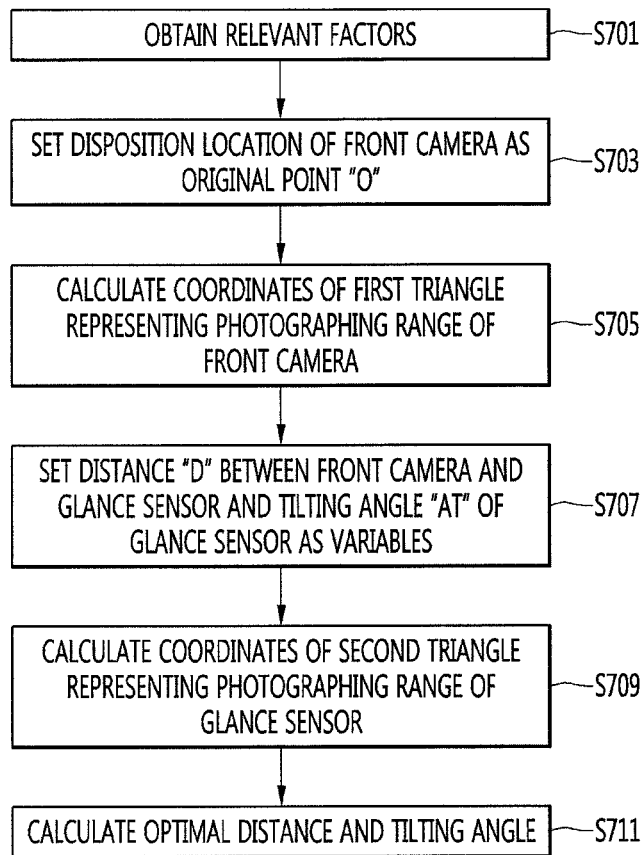 OBTAIN RELEVANT FACTORS
S701
SET DISPOSITION LOCATION OF FRONT CAMERA AS
ORIGINAL POINT "O"
S703
CALCULATE COORDINATES OF FIRST TRIANGLE
REPRESENTING PHOTOGRAPHING RANGE OF
FRONT CAMERA
S705
SET DISTANCE "D" BETWEEN FRONT CAMERA AND
GLANCE SENSOR AND TILTING ANGLE "AT" OF
GLANCE SENSOR AS VARIABLES
S707
CALCULATE COORDINATES OF SECOND TRIANGLE
REPRESENTING PHOTOGRAPHING RANGE OF
GLANCE SENSOR
S709
CALCULATE OPTIMAL DISTANCE AND TILTING ANGLE
S711